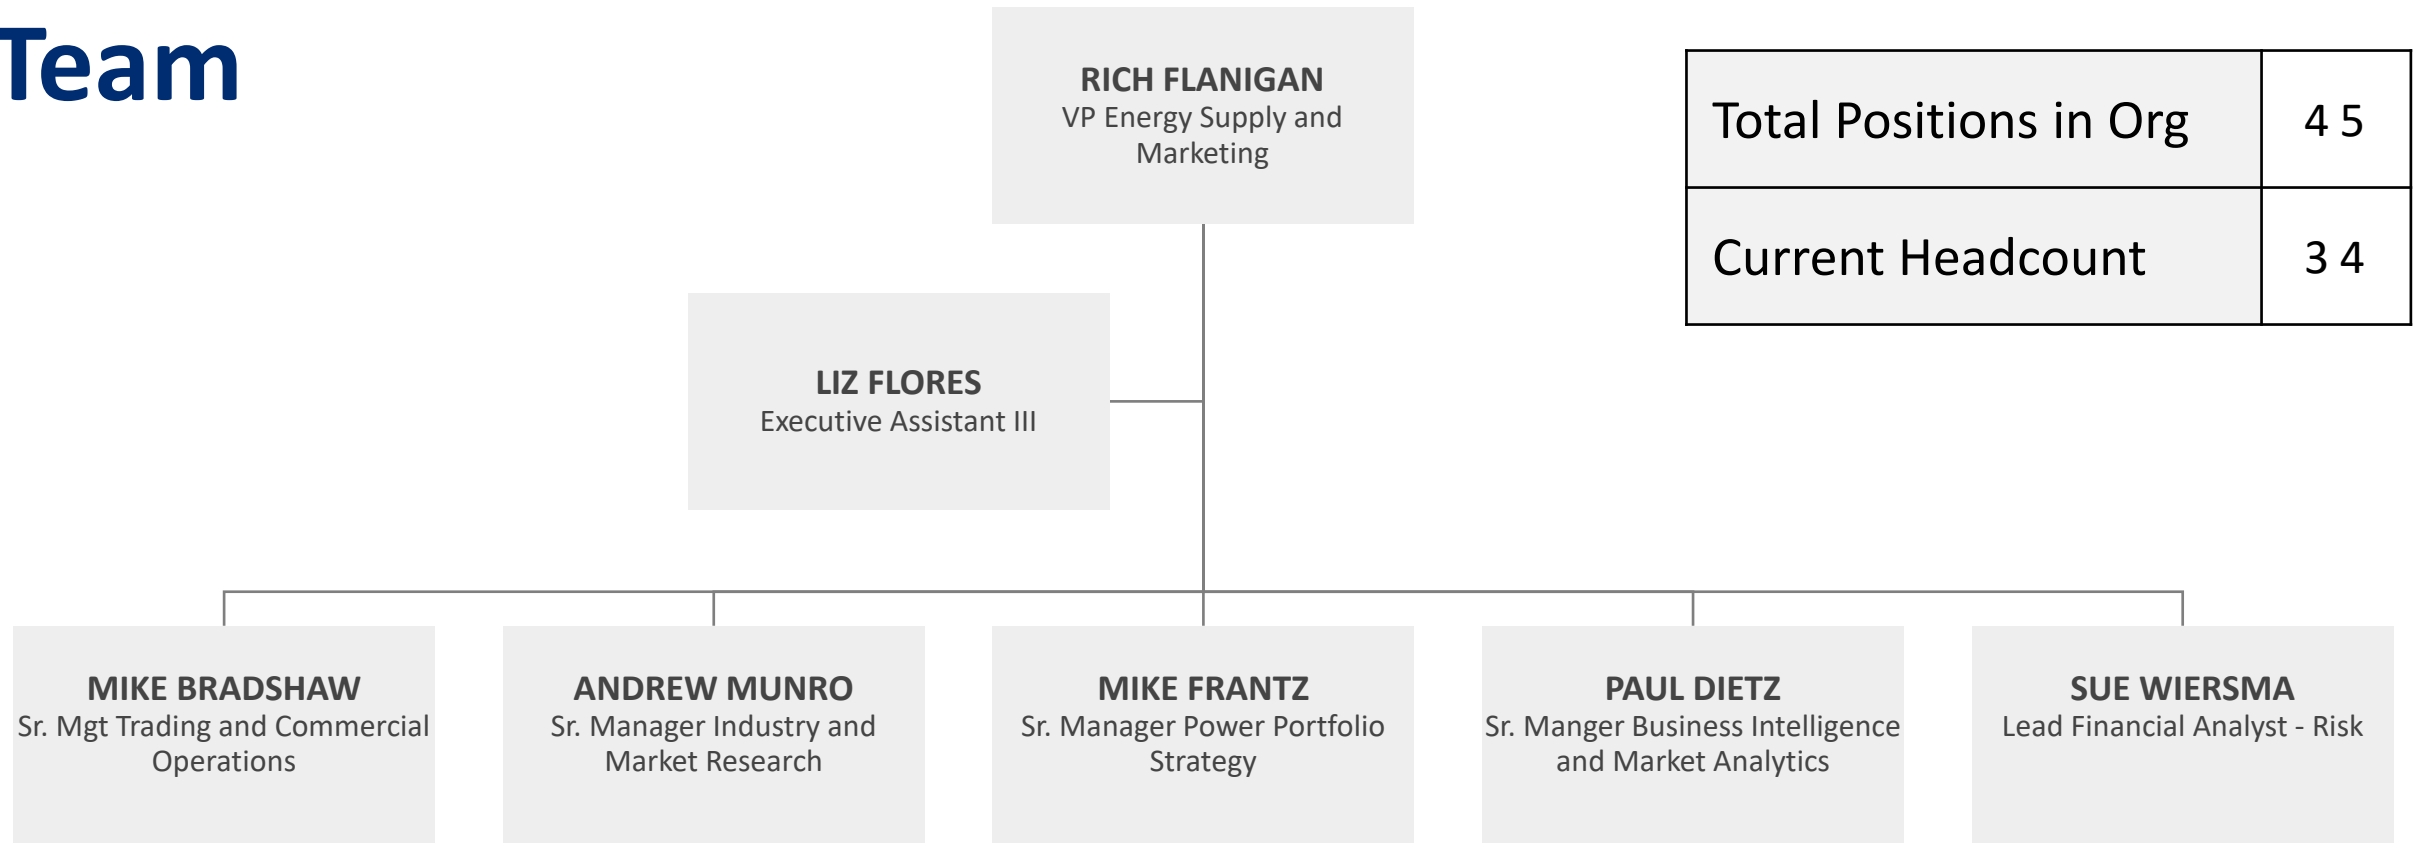 Team
RICH FLANIGAN
VP Energy Supply and
Marketing
Total Positions in Org 4 5
Current Headcount 3 4
LIZ FLORES
Executive Assistant III
MIKE BRADSHAW
Sr. Mgt Trading and Commercial
Operations
ANDREW MUNRO
Sr. Manager Industry and
Market Research
MIKE FRANTZ
Sr. Manager Power Portfolio
Strategy
PAUL DIETZ
Sr. Manger Business Intelligence
and Market Analytics
SUE WIERSMA
Lead Financial Analyst - Risk